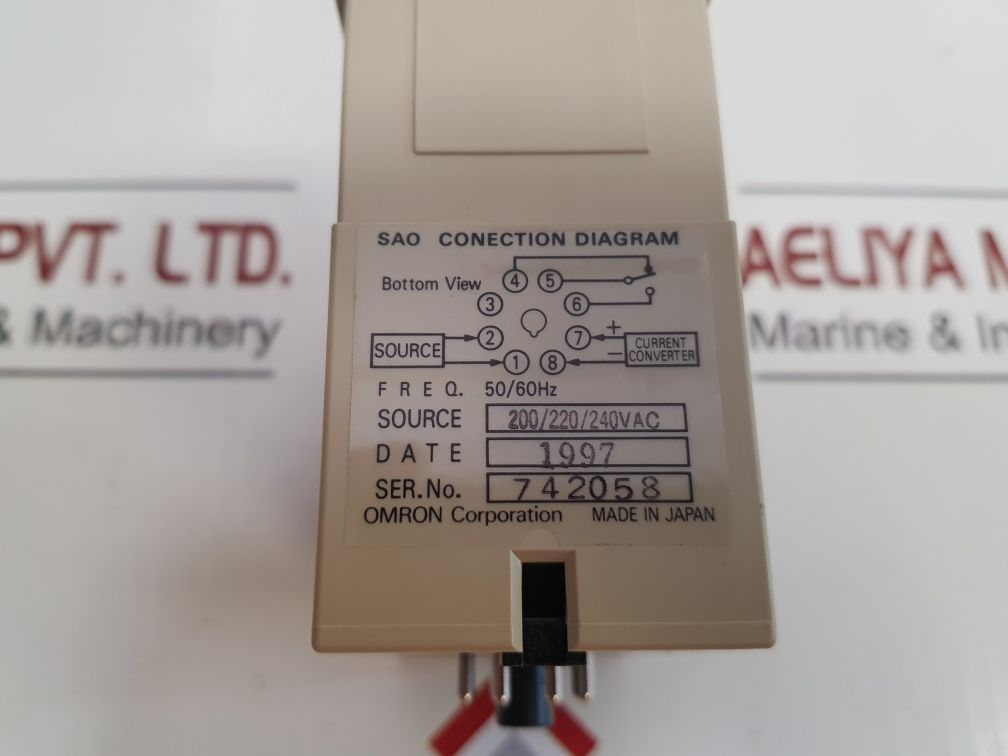 PVT. LTD.
& Machinery
AELIYA M
Marine & In
SAO CONECTION DIAGRAM
Bottom View
4 5
3 6
2 7 +
SOURCE
CURRENT
CONVERTER
1 8 −
FREQ. 50/60Hz
SOURCE 200/220/240VAC
DATE 1997
SER.No. 742058
OMRON Corporation MADE IN JAPAN